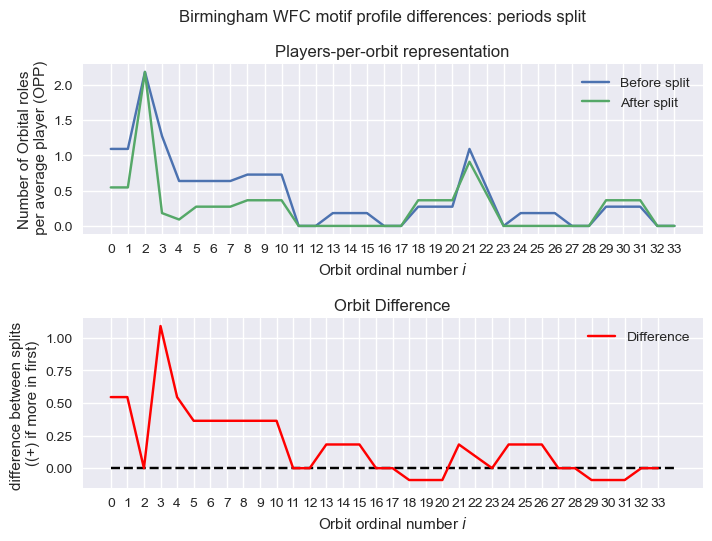 Birmingham WFC motif profile differences: periods split
Players-per-orbit representation
Number of Orbital roles
per average player (OPP)
2.0
1.5
1.0
0.5
0.0
Before split
After split
0 1 2 3 4 5 6 7 8 9 10 11 12 13 14 15 16 17 18 19 20 21 22 23 24 25 26 27 28 29 30 31 32 33
Orbit ordinal number i
Orbit Difference
difference between splits
((+) if more in first)
1.00
0.75
0.50
0.25
0.00
Difference
0 1 2 3 4 5 6 7 8 9 10 11 12 13 14 15 16 17 18 19 20 21 22 23 24 25 26 27 28 29 30 31 32 33
Orbit ordinal number i